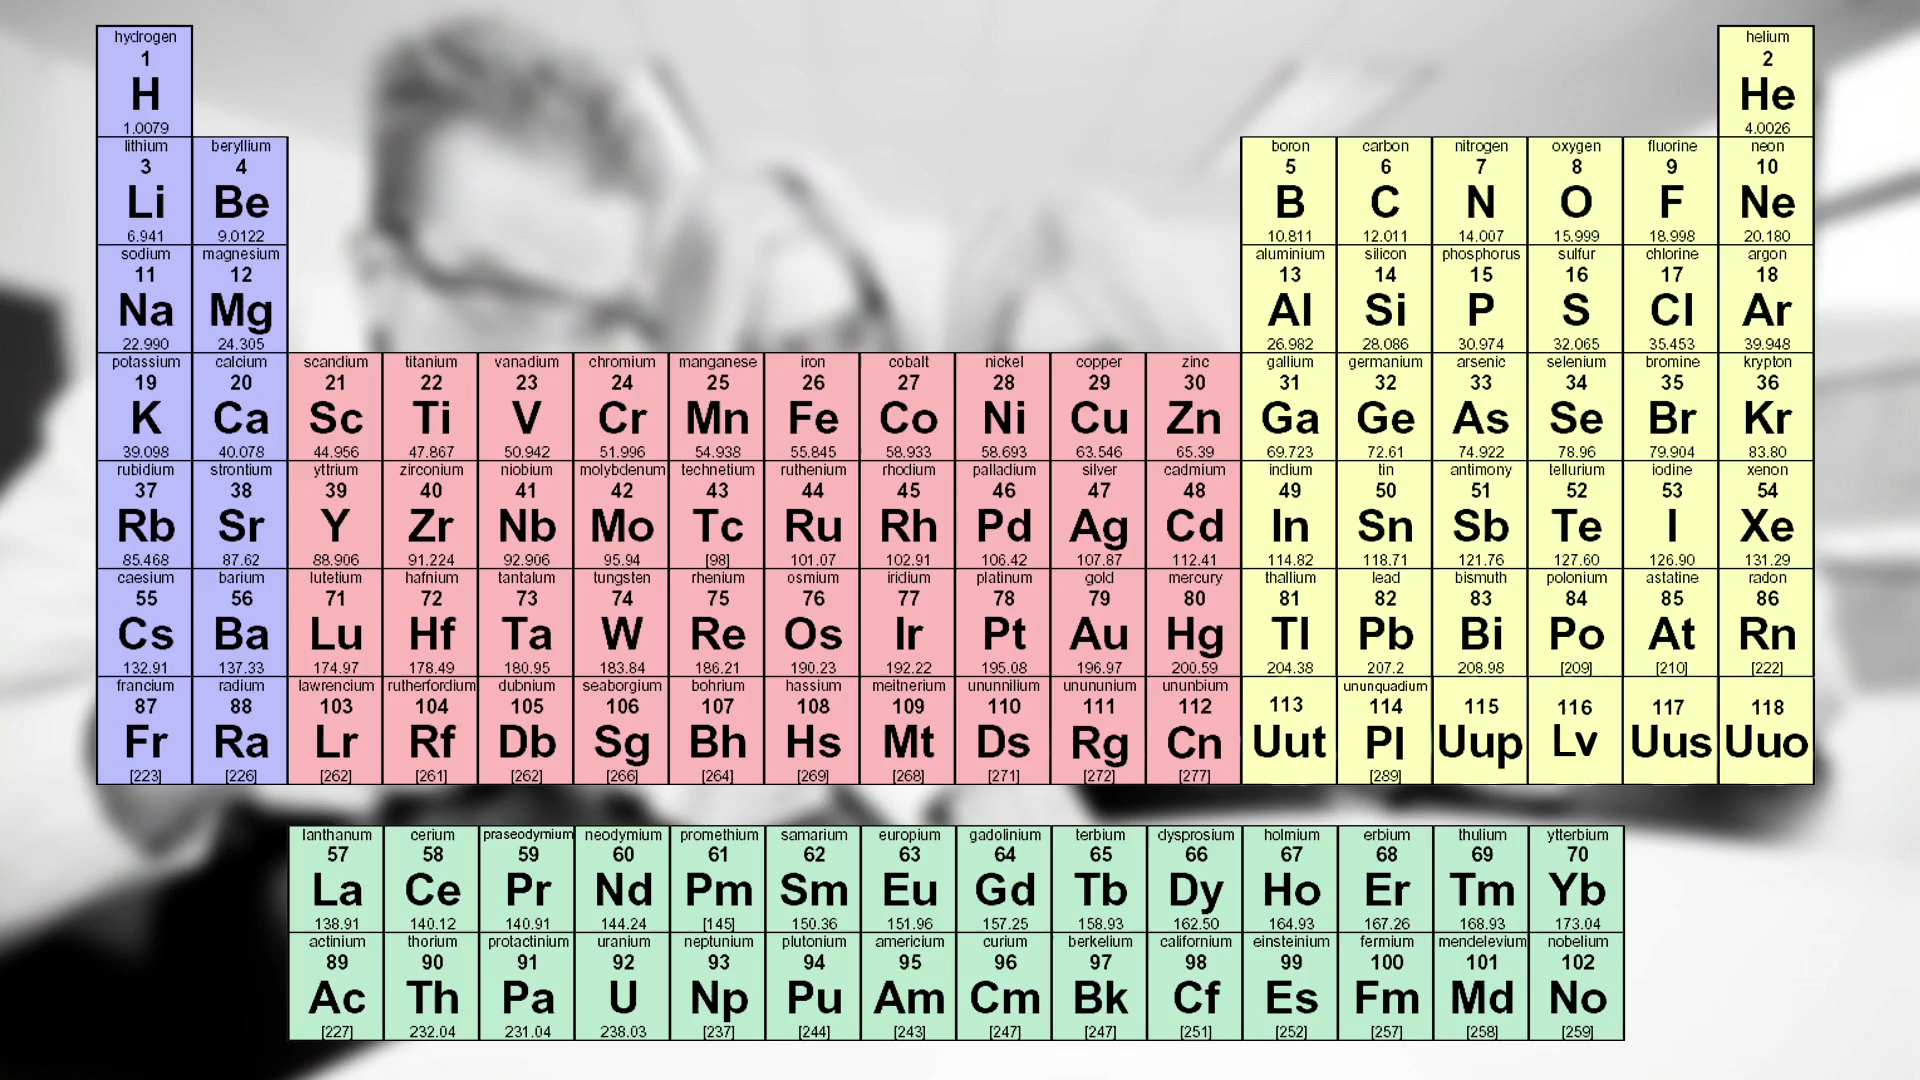 hydrogen helium
1 2
H He
1.0079 4.0026
lithium beryllium boron carbon nitrogen oxygen fluorine neon
3 4 5 6 7 8 9 10
Li Be B C N O F Ne
6.941 9.0122 10.811 12.011 14.007 15.999 18.998 20.180
sodium magnesium aluminium silicon phosphorus sulfur chlorine argon
11 12 13 14 15 16 17 18
Na Mg Al Si P S Cl Ar
22.990 24.305 26.982 28.086 30.974 32.065 35.453 39.948
potassium calcium scandium titanium vanadium chromium manganese iron cobalt nickel copper zinc gallium germanium arsenic selenium bromine krypton
19 20 21 22 23 24 25 26 27 28 29 30 31 32 33 34 35 36
K Ca Sc Ti V Cr Mn Fe Co Ni Cu Zn Ga Ge As Se Br Kr
39.098 40.078 44.956 47.867 50.942 51.996 54.938 55.845 58.933 58.693 63.546 65.39 69.723 72.61 74.922 78.96 79.904 83.80
rubidium strontium yttrium zirconium niobium molybdenum technetium ruthenium rhodium palladium silver cadmium indium tin antimony tellurium iodine xenon
37 38 39 40 41 42 43 44 45 46 47 48 49 50 51 52 53 54
Rb Sr Y Zr Nb Mo Tc Ru Rh Pd Ag Cd In Sn Sb Te I Xe
85.468 87.62 88.906 91.224 92.906 95.94 [98] 101.07 102.91 106.42 107.87 112.41 114.82 118.71 121.76 127.60 126.90 131.29
caesium barium lutetium hafnium tantalum tungsten rhenium osmium iridium platinum gold mercury thallium lead bismuth polonium astatine radon
55 56 71 72 73 74 75 76 77 78 79 80 81 82 83 84 85 86
Cs Ba Lu Hf Ta W Re Os Ir Pt Au Hg Tl Pb Bi Po At Rn
132.91 137.33 174.97 178.49 180.95 183.84 186.21 190.23 192.22 195.08 196.97 200.59 204.38 207.2 208.98 [209] [210] [222]
francium radium lawrencium rutherfordium dubnium seaborgium bohrium hassium meitnerium ununnilium unununium ununbium ununquadium
87 88 103 104 105 106 107 108 109 110 111 112 113 114 115 116 117 118
Fr Ra Lr Rf Db Sg Bh Hs Mt Ds Rg Cn Uut Pl Uup Lv Uus Uuo
[223] [226] [262] [261] [262] [266] [264] [269] [268] [271] [272] [277] [289]
lanthanum cerium praseodymium neodymium promethium samarium europium gadolinium terbium dysprosium holmium erbium thulium ytterbium
57 58 59 60 61 62 63 64 65 66 67 68 69 70
La Ce Pr Nd Pm Sm Eu Gd Tb Dy Ho Er Tm Yb
138.91 140.12 140.91 144.24 [145] 150.36 151.96 157.25 158.93 162.50 164.93 167.26 168.93 173.04
actinium thorium protactinium uranium neptunium plutonium americium curium berkelium californium einsteinium fermium mendelevium nobelium
89 90 91 92 93 94 95 96 97 98 99 100 101 102
Ac Th Pa U Np Pu Am Cm Bk Cf Es Fm Md No
[227] 232.04 231.04 238.03 [237] [244] [243] [247] [247] [251] [252] [257] [258] [259]